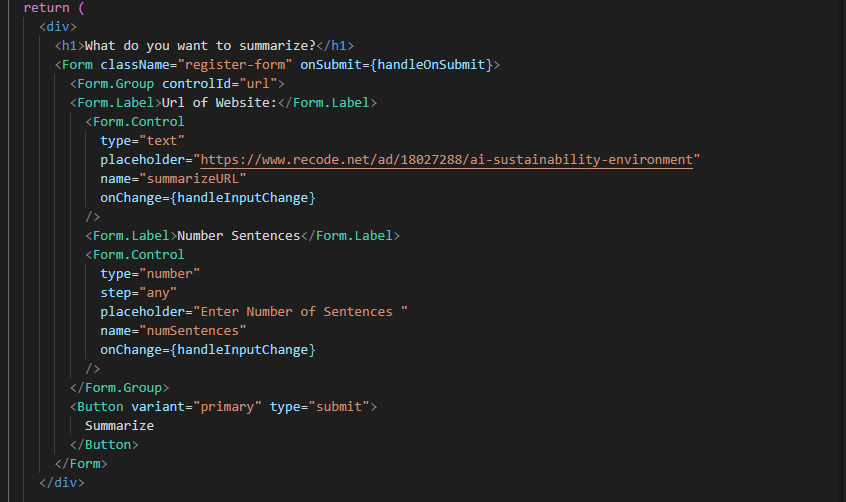 return (
<div>
<h1>What do you want to summarize?</h1>
<Form className="register-form" onSubmit={handleOnSubmit}>
<Form.Group controlId="url">
<Form.Label>Url of Website:</Form.Label>
<Form.Control
type="text"
placeholder="https://www.recode.net/ad/18027288/ai-sustainability-environment"
name="summarizeURL"
onChange={handleInputChange}
/>
<Form.Label>Number Sentences</Form.Label>
<Form.Control
type="number"
step="any"
placeholder="Enter Number of Sentences "
name="numSentences"
onChange={handleInputChange}
/>
</Form.Group>
<Button variant="primary" type="submit">
Summarize
</Button>
</Form>
</div>